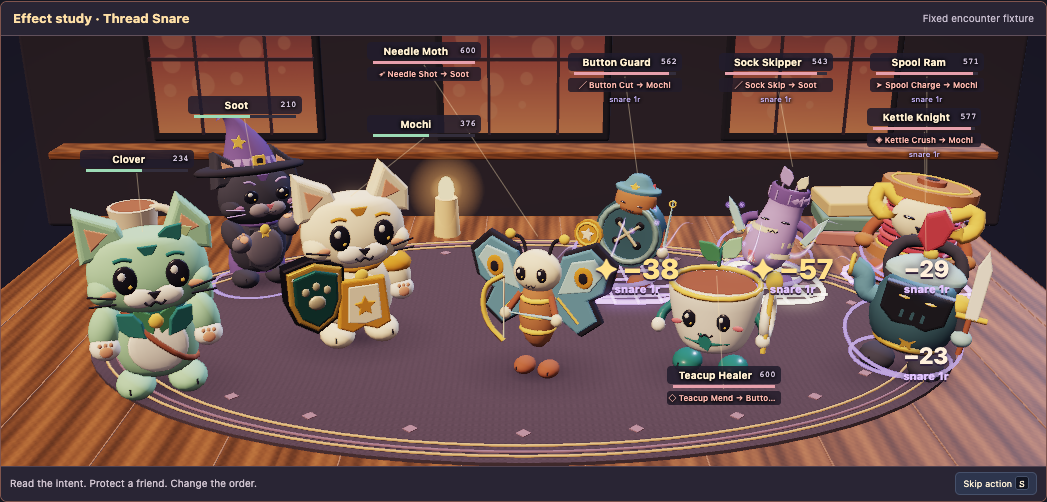 Effect study · Thread Snare
Fixed encounter fixture
Needle Moth 600
Needle Shot → Soot
Button Guard 562
Button Cut → Mochi
snare 1r
Sock Skipper 543
Sock Skip → Soot
snare 1r
Spool Ram 571
Spool Charge → Mochi
snare 1r
Soot 210
Mochi 376
Kettle Knight 577
Kettle Crush → Mochi
snare 1r
Clover 234
−38
snare 1r
−57
snare 1r
−29
snare 1r
−23
snare 1r
Teacup Healer 600
Teacup Mend → Butto...
Read the intent. Protect a friend. Change the order.
Skip action S